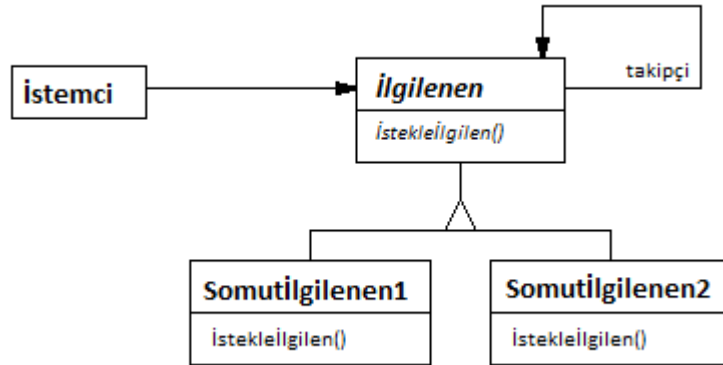 takipçi
İstemci
İlgilenen
İstekleİlgilen()
Somutİlgilenen1
Somutİlgilenen2
İstekleİlgilen()
İstekleİlgilen()